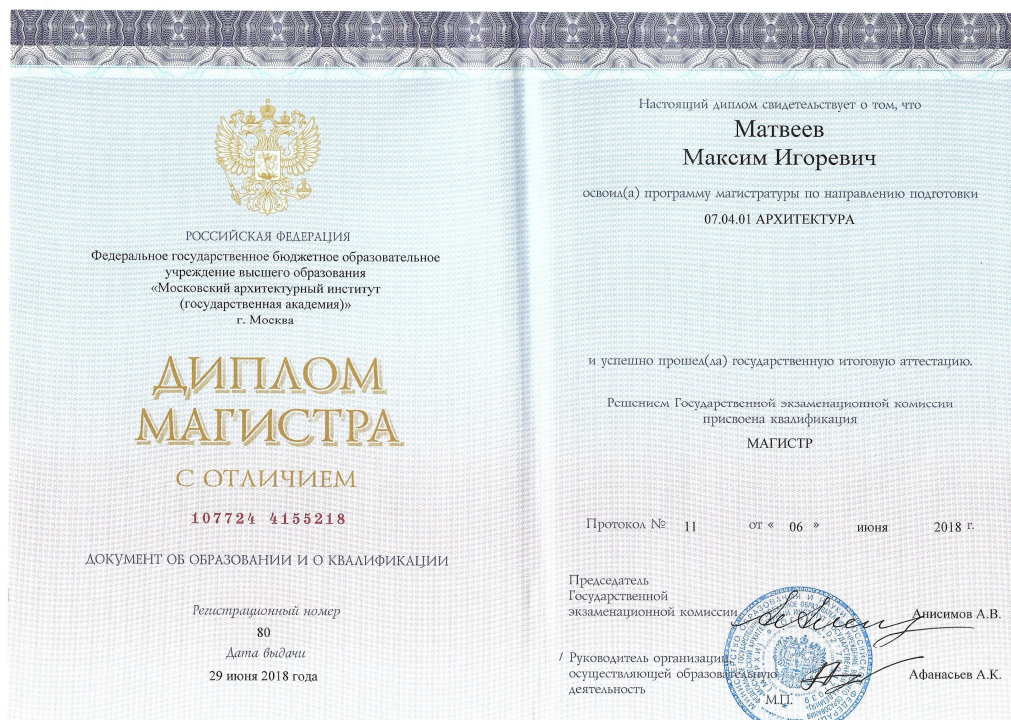 РОССИЙСКАЯ ФЕДЕРАЦИЯ
Федеральное государственное бюджетное образовательное
учреждение высшего образования
«Московский архитектурный институт
(государственная академия)»
г. Москва
ДИПЛОМ
МАГИСТРА
С ОТЛИЧИЕМ
107724 4155218
ДОКУМЕНТ ОБ ОБРАЗОВАНИИ И О КВАЛИФИКАЦИИ
Регистрационный номер
80
Дата выдачи
29 июня 2018 года
Настоящий диплом свидетельствует о том, что
Матвеев
Максим Игоревич
освоил(а) программу магистратуры по направлению подготовки
07.04.01 АРХИТЕКТУРА
и успешно прошел(ла) государственную итоговую аттестацию.
Решением Государственной экзаменационной комиссии
присвоена квалификация
МАГИСТР
Протокол № 11 от « 06 » июня 2018 г.
Председатель
Государственной
экзаменационной комиссии
Анисимов А.В.
/ Руководитель организации,
осуществляющей образовательную
деятельность
Афанасьев А.К.
М.П.